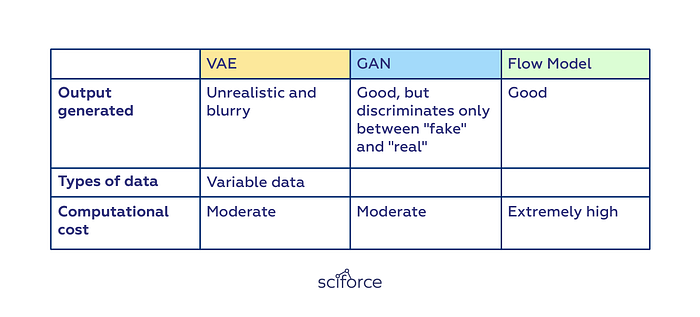 VAE GAN Flow Model
Output generated
Unrealistic and blurry
Good, but discriminates only between "fake" and "real"
Good
Types of data Variable data
Computational cost
Moderate Moderate Extremely high
sciforce